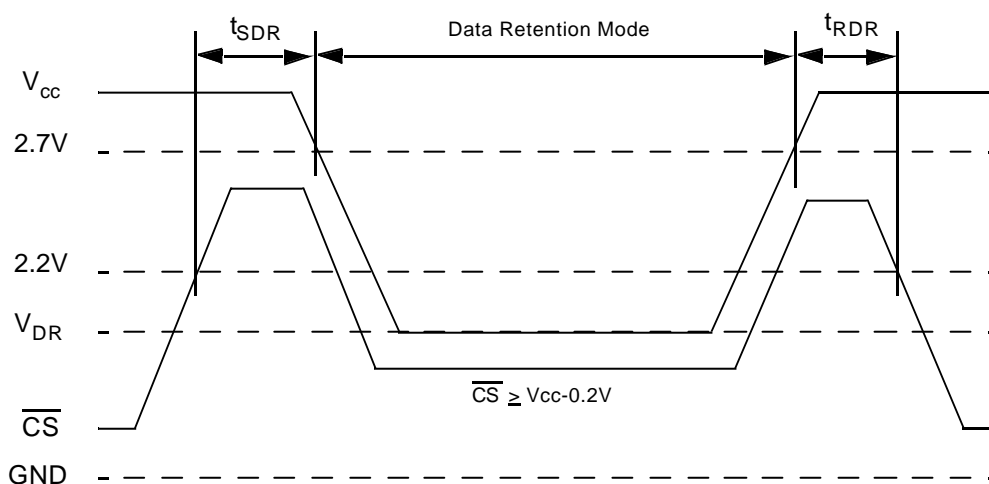 tSDR
Data Retention Mode
tRDR
Vcc
2.7V
2.2V
VDR
CS ≥ Vcc-0.2V
CS
GND